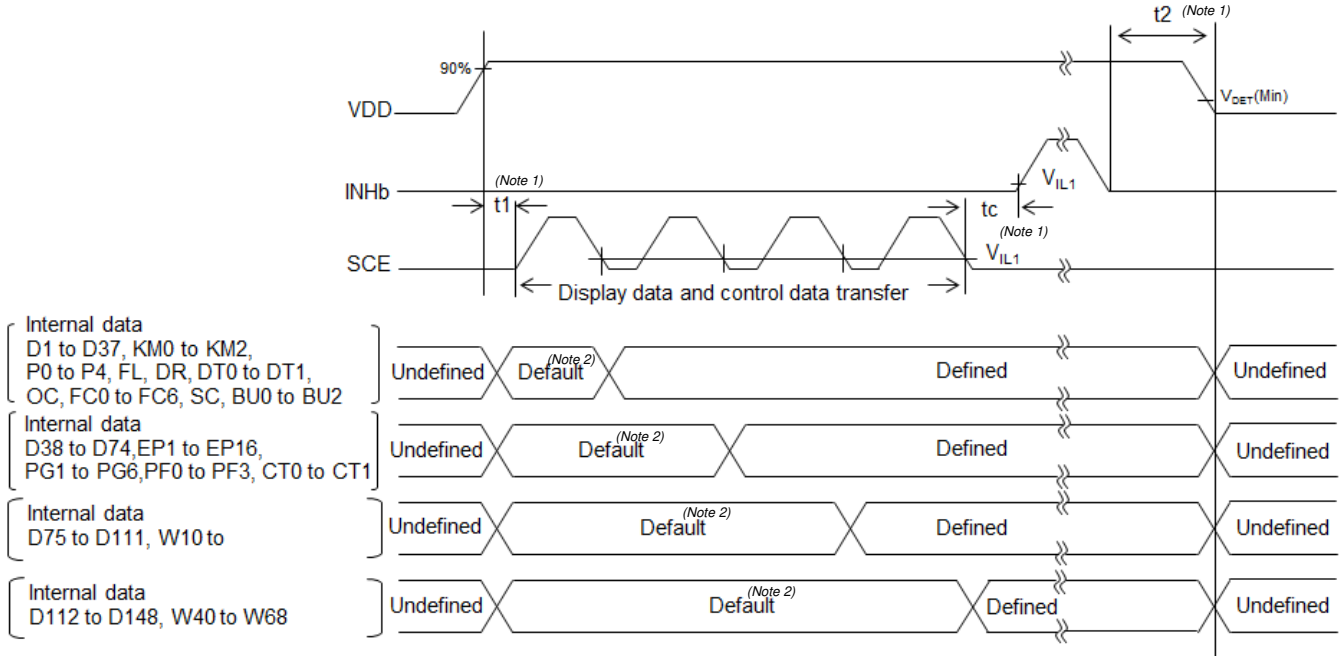 t2 (Note 1)
90%
VDD
VDET(Min)
INHb
(Note 1)
VIL1
t1
tc
(Note 1)
SCE
VIL1
Display data and control data transfer
Internal data
D1 to D37, KM0 to KM2,
P0 to P4, FL, DR, DT0 to DT1,
OC, FC0 to FC6, SC, BU0 to BU2
Undefined
Default (Note 2)
Defined
Undefined
Internal data
D38 to D74,EP1 to EP16,
PG1 to PG6,PF0 to PF3, CT0 to CT1
Undefined
Default (Note 2)
Defined
Undefined
Internal data
D75 to D111, W10 to
Undefined
Default (Note 2)
Defined
Undefined
Internal data
D112 to D148, W40 to W68
Undefined
Default (Note 2)
Defined
Undefined